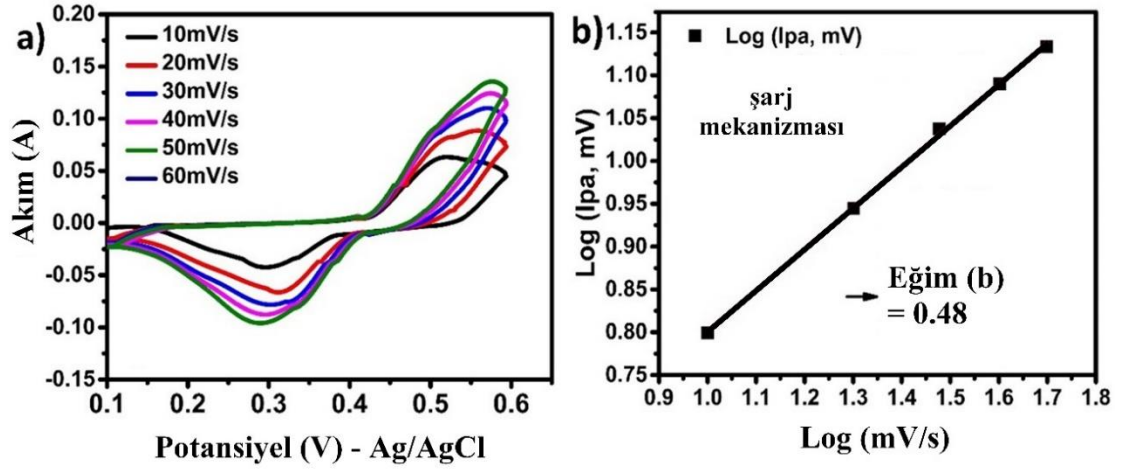 a)
10mV/s
20mV/s
30mV/s
40mV/s
50mV/s
60mV/s
Akım (A)
0.20
0.15
0.10
0.05
0.00
-0.05
-0.10
-0.15
0.1 0.2 0.3 0.4 0.5 0.6
Potansiyel (V) - Ag/AgCl
b)
Log (Ipa, mV)
şarj
mekanizması
Eğim (b)
= 0.48
Log (Ipa, mV)
1.15
1.10
1.05
1.00
0.95
0.90
0.85
0.80
0.75
0.9 1.0 1.1 1.2 1.3 1.4 1.5 1.6 1.7 1.8
Log (mV/s)